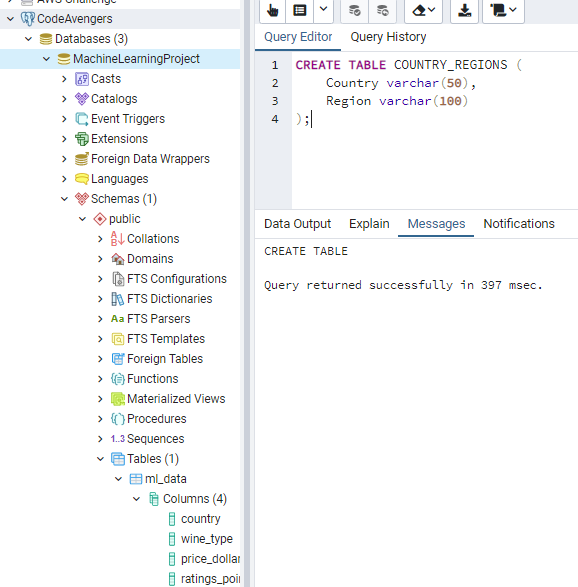 AWS Challenge
CodeAvengers
Databases (3)
MachineLearningProject
Casts
Catalogs
Event Triggers
Extensions
Foreign Data Wrappers
Languages
Schemas (1)
public
Collations
Domains
FTS Configurations
FTS Dictionaries
Aa FTS Parsers
FTS Templates
Foreign Tables
Functions
Materialized Views
Procedures
1..3 Sequences
Tables (1)
ml_data
Columns (4)
country
wine_type
price_dollar
ratings_poi
Query Editor Query History
1 CREATE TABLE COUNTRY_REGIONS (
2 Country varchar(50),
3 Region varchar(100)
4 );
Data Output Explain Messages Notifications
CREATE TABLE
Query returned successfully in 397 msec.